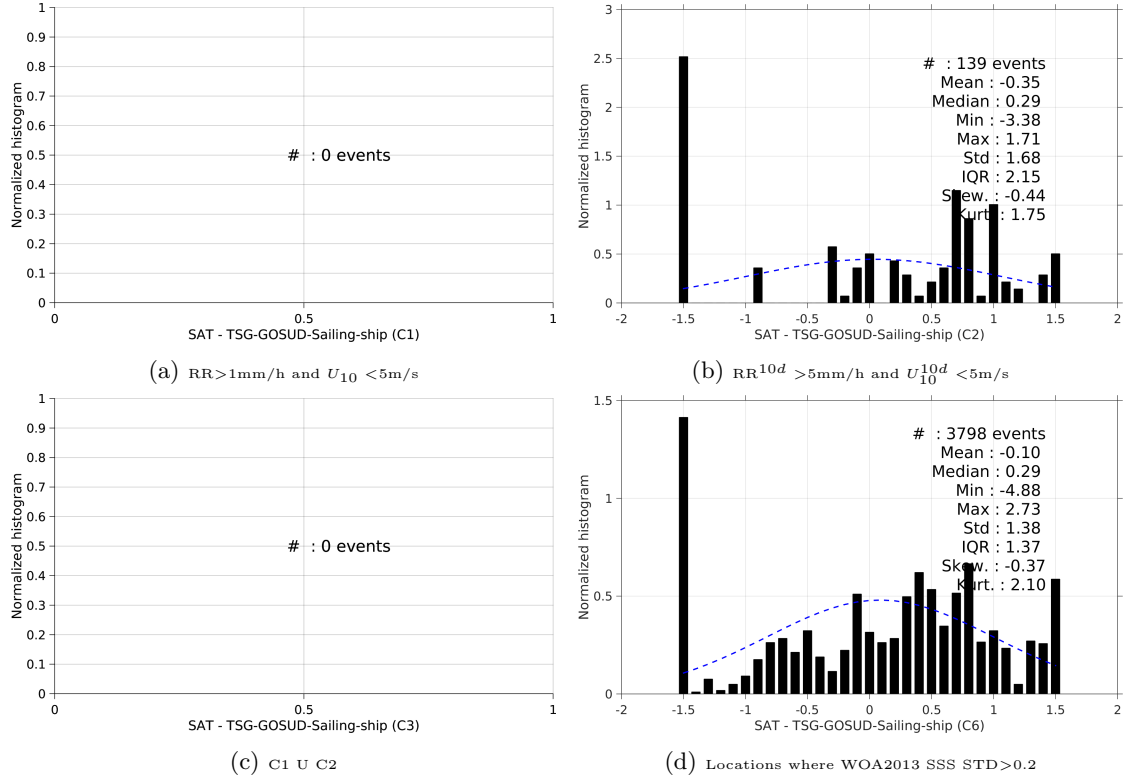 1
0.9
0.8
0.7
0.6
0.5
0.4
0.3
0.2
0.1
0
Normalized histogram
# : 0 events
0 0.5 1
SAT - TSG-GOSUD-Sailing-ship (C1)
(a) RR>1mm/h and U10 <5m/s
3
2.5
2
1.5
1
0.5
0
Normalized histogram
# : 139 events
Mean : -0.35
Median : 0.29
Min : -3.38
Max : 1.71
Std : 1.68
IQR : 2.15
Skew. : -0.44
Kurt. : 1.75
-2 -1.5 -1 -0.5 0 0.5 1 1.5 2
SAT - TSG-GOSUD-Sailing-ship (C2)
(b) RR10d >5mm/h and U10d10 <5m/s
1
0.9
0.8
0.7
0.6
0.5
0.4
0.3
0.2
0.1
0
Normalized histogram
# : 0 events
0 0.5 1
SAT - TSG-GOSUD-Sailing-ship (C3)
(c) C1 U C2
1.5
1
0.5
0
Normalized histogram
# : 3798 events
Mean : -0.10
Median : 0.29
Min : -4.88
Max : 2.73
Std : 1.38
IQR : 1.37
Skew. : -0.37
Kurt. : 2.10
-2 -1.5 -1 -0.5 0 0.5 1 1.5 2
SAT - TSG-GOSUD-Sailing-ship (C6)
(d) Locations where WOA2013 SSS STD>0.2